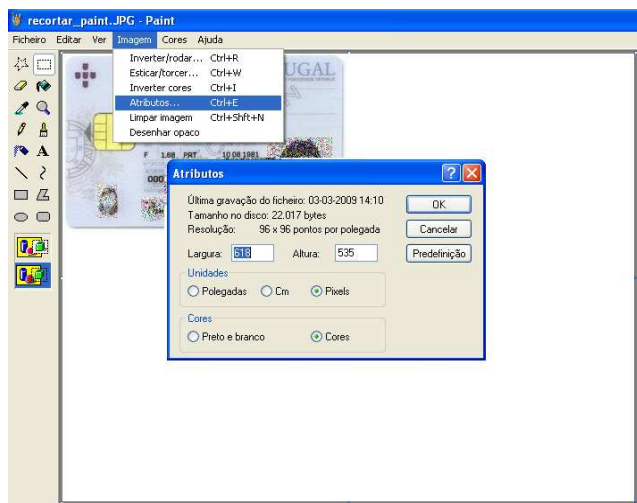 recortar_paint.JPG - Paint
Ficheiro Editar Ver Imagem Cores Ajuda
Inverter/rodar... Ctrl+R
Esticar/torcer... Ctrl+W
Inverter cores Ctrl+I
Atributos... Ctrl+E
Limpar imagem Ctrl+Shft+N
Desenhar opaco
UGAL
A
F 1.68 PRT 10 08 1981
000
Atributos
Última gravação do ficheiro: 03-03-2009 14:10
Tamanho no disco: 22.017 bytes
Resolução: 96 x 96 pontos por polegada
Largura: 618 Altura: 535
Unidades
Polegadas Cm Pixels
Cores
Preto e branco Cores
OK
Cancelar
Predefinição